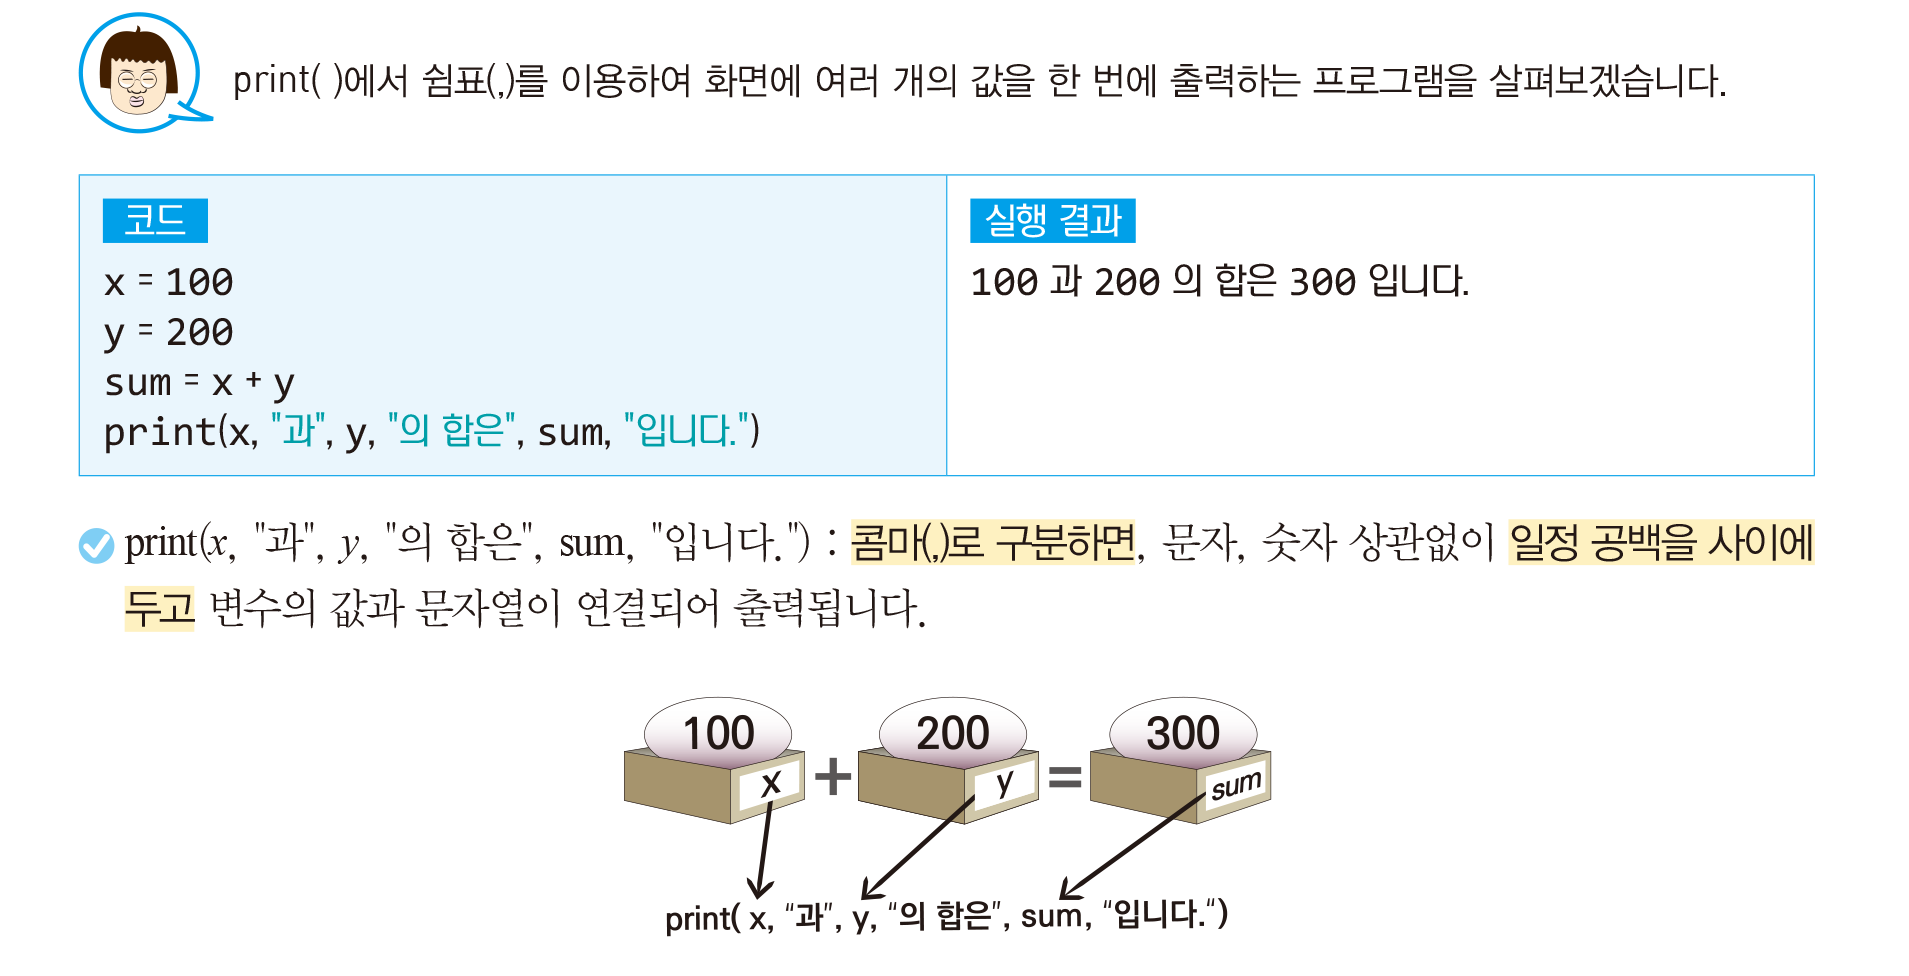 print( )에서 쉼표(,)를 이용하여 화면에 여러 개의 값을 한 번에 출력하는 프로그램을 살펴보겠습니다.
코드
x = 100
y = 200
sum = x + y
print(x, "과", y, "의 합은", sum, "입니다.")
실행 결과
100 과 200 의 합은 300 입니다.
print(x, "과", y, "의 합은", sum, "입니다.") : 콤마(,)로 구분하면, 문자, 숫자 상관없이 일정 공백을 사이에
두고 변수의 값과 문자열이 연결되어 출력됩니다.
100 200 300
x + y = sum
print( x, “과”, y, “의 합은”, sum, “입니다.“)